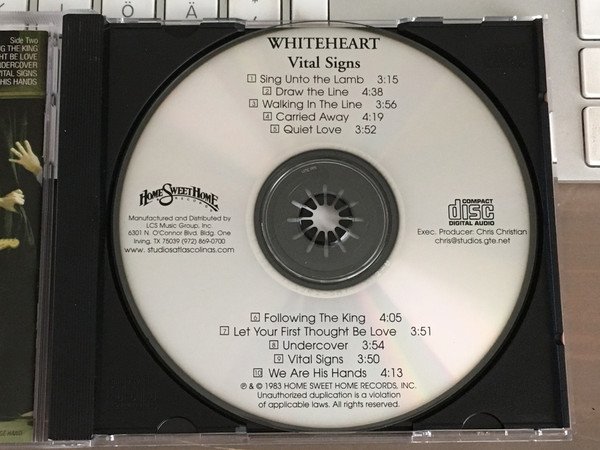 Ö
Ä
Side Two
NG THE KING
HT BE LOVE
UNDERCOVER
VITAL SIGNS
HIS HANDS
WHITEHEART
Vital Signs
1 Sing Unto the Lamb 3:15
2 Draw the Line 4:38
3 Walking In The Line 3:56
4 Carried Away 4:19
5 Quiet Love 3:52
HOME SWEET HOME
RECORDS
Manufactured and Distributed by
LCS Music Group, Inc.
6301 N. O'Connor Blvd. Bldg. One
Irving, TX 75039 (972) 869-0700
www.studiosatlascolinas.com
COMPACT
disc
DIGITAL AUDIO
Exec. Producer: Chris Christian
chris@studios.gte.net
6 Following The King 4:05
7 Let Your First Thought Be Love 3:51
8 Undercover 3:54
9 Vital Signs 3:50
10 We Are His Hands 4:13
℗ & © 1983 HOME SWEET HOME RECORDS, INC.
Unauthorized duplication is a violation
of applicable laws. All rights reserved.